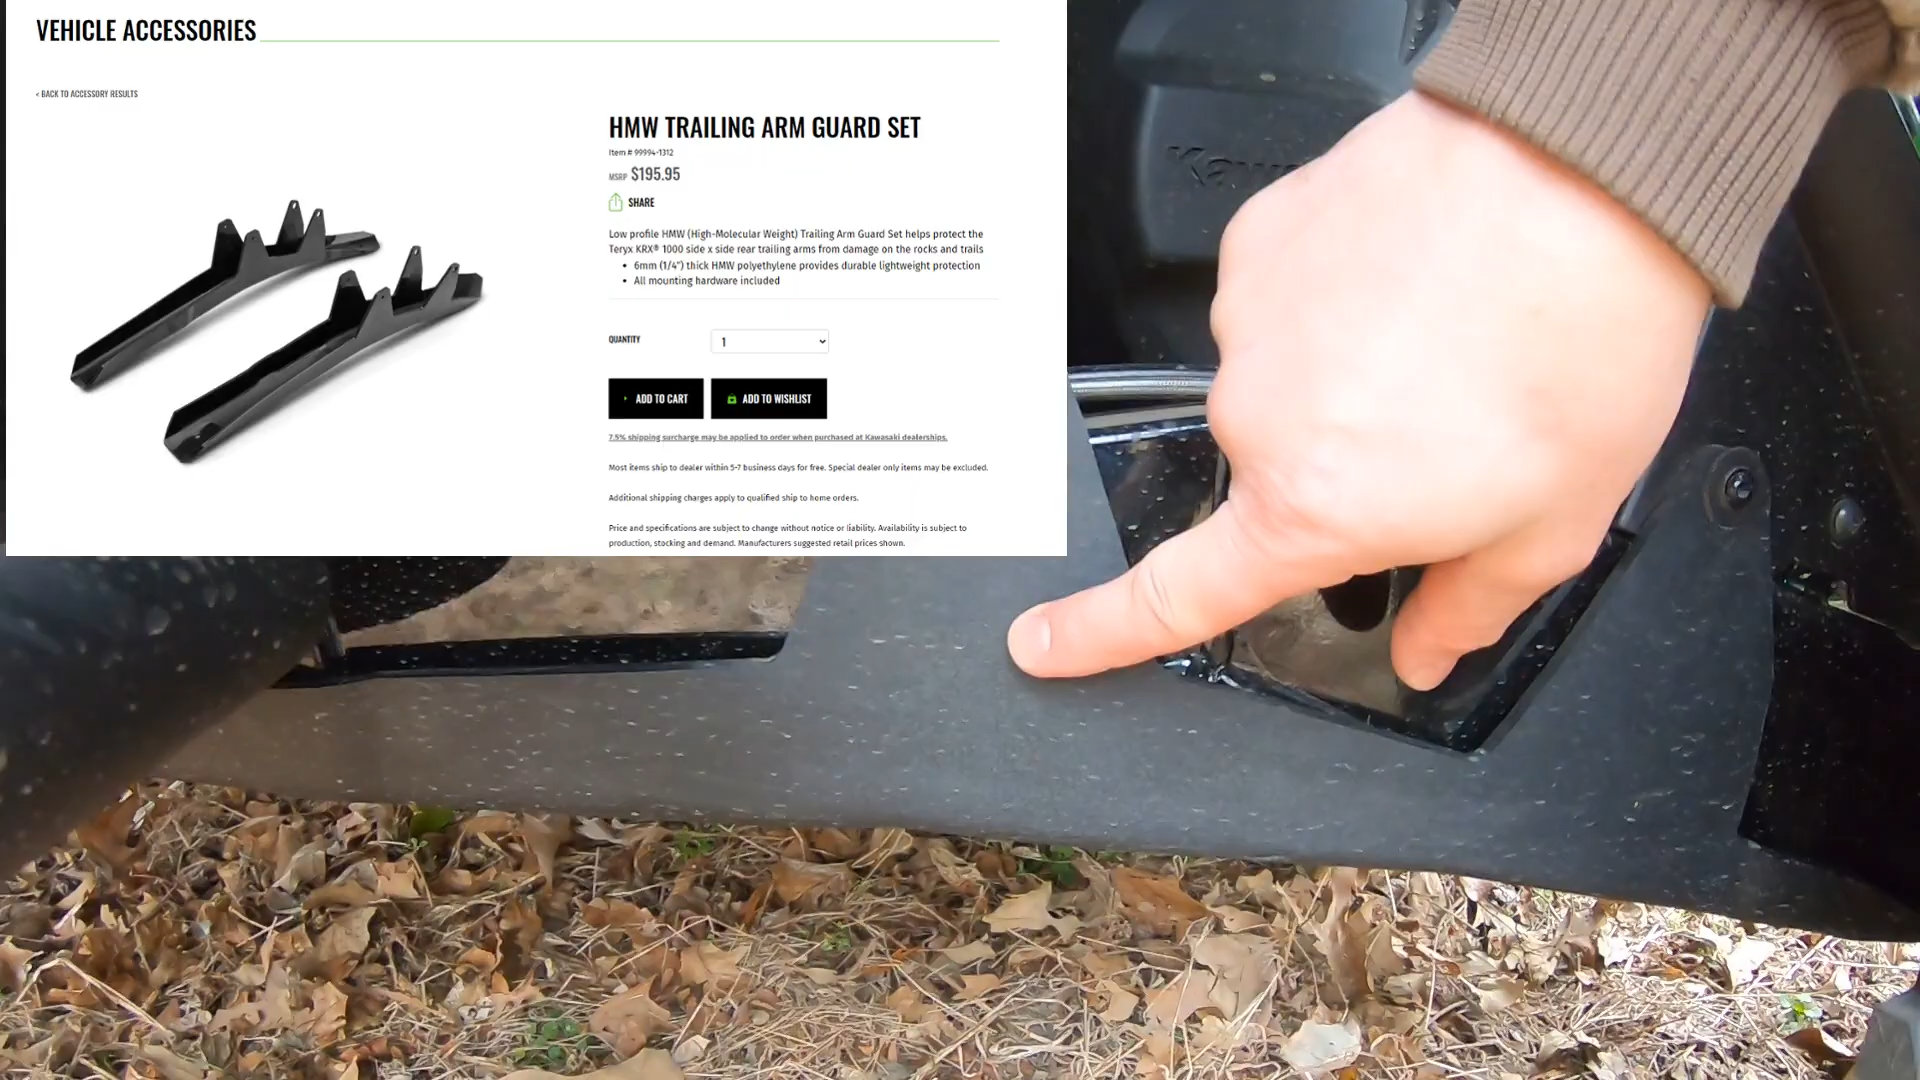 VEHICLE ACCESSORIES
< BACK TO ACCESSORY RESULTS
HMW TRAILING ARM GUARD SET
Item # 99994-1312
MSRP $195.95
SHARE
Low profile HMW (High-Molecular Weight) Trailing Arm Guard Set helps protect the
Teryx KRX® 1000 side x side rear trailing arms from damage on the rocks and trails
• 6mm (1/4") thick HMW polyethylene provides durable lightweight protection
• All mounting hardware included
QUANTITY 1
ADD TO CART ADD TO WISHLIST
7.5% shipping surcharge may be applied to order when purchased at Kawasaki dealerships.
Most items ship to dealer within 5-7 business days for free. Special dealer only items may be excluded.
Additional shipping charges apply to qualified ship to home orders.
Price and specifications are subject to change without notice or liability. Availability is subject to
production, stocking and demand. Manufacturers suggested retail prices shown.